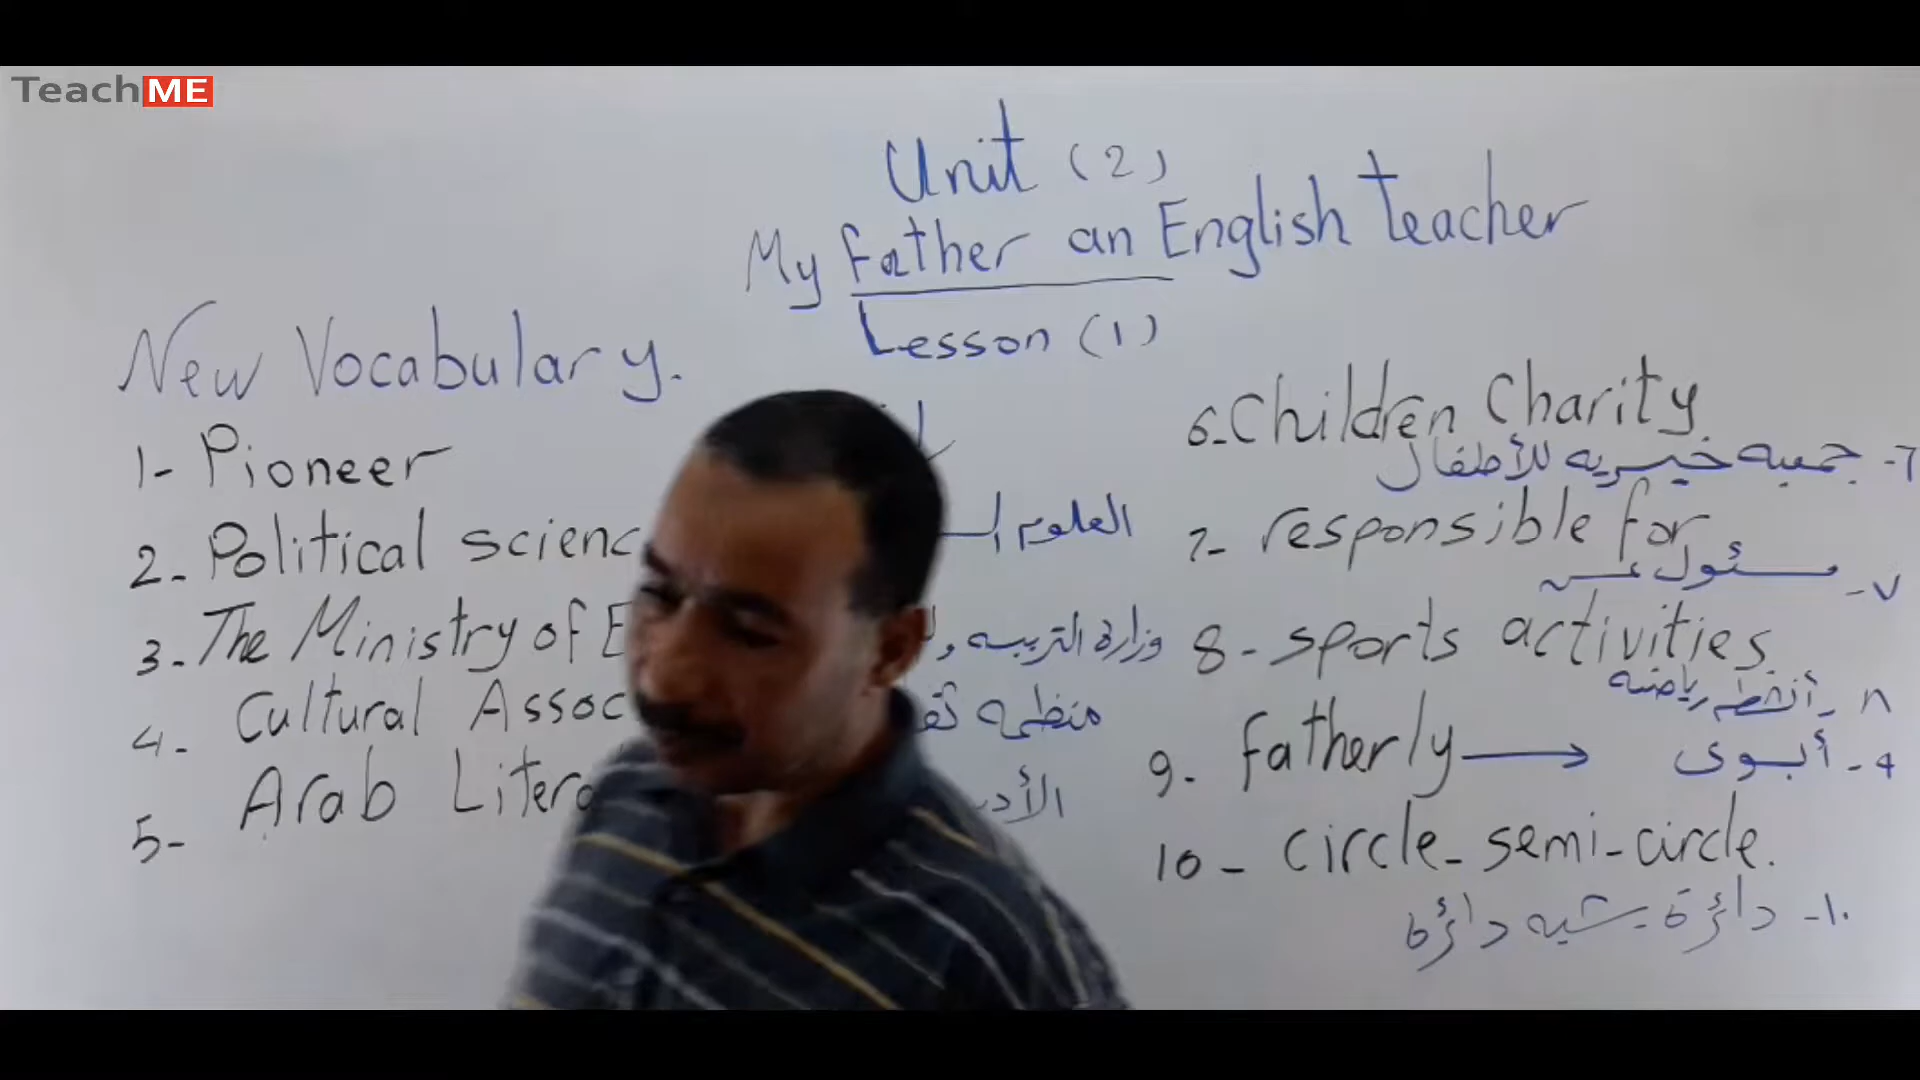 TeachME
Unit (2)
My Father an English teacher
Lesson (1)
New Vocabulary.
1- Pioneer
2- Political
العلوم
3- The Ministry of
وزارة التربيه
4- Cultural
منظمه
5- Arab
6- Children Charity
٦- جمعيه خيريه للأطفال
7- responsible for
٧- مسئول عن
8- sports activities
٨- أنشطه رياضيه
9- fatherly →
٩- أبوى
10- circle - semi-circle.
١٠- دائرة - شبه دائرة